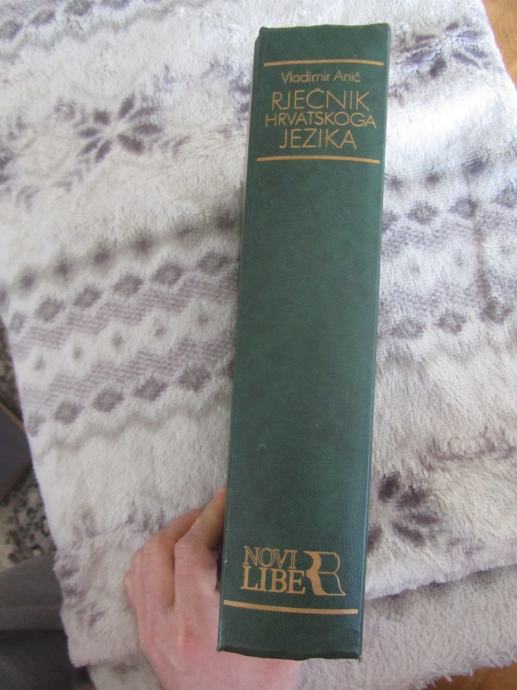 Vladimir Anić
RJEČNIK
HRVATSKOGA
JEZIKA
NOVI
LIBER